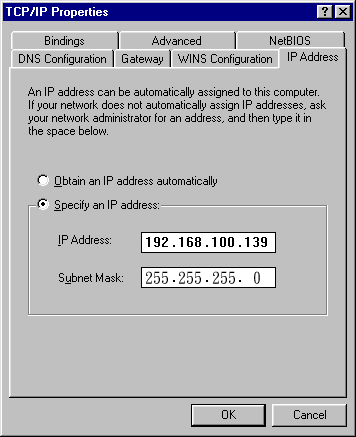 TCP/IP Properties
Bindings Advanced NetBIOS
DNS Configuration Gateway WINS Configuration IP Address
An IP address can be automatically assigned to this computer.
If your network does not automatically assign IP addresses, ask
your network administrator for an address, and then type it in
the space below.
Obtain an IP address automatically
Specify an IP address:
IP Address: 192.168.100.139
Subnet Mask: 255.255.255. 0
OK Cancel